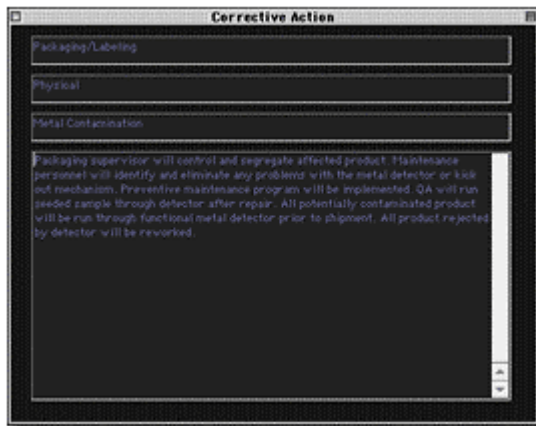 Corrective Action
Packaging/Labeling
Physical
Metal Contamination
Packaging supervisor will control and segregate affected product. Maintenance
personnel will identify and eliminate any problems with the metal detector or kick
out mechanism. Preventive maintenance program will be implemented. QA will run
seeded sample through detector after repair. All potentially contaminated product
will be run through functional metal detector prior to shipment. All product rejected
by detector will be reworked.